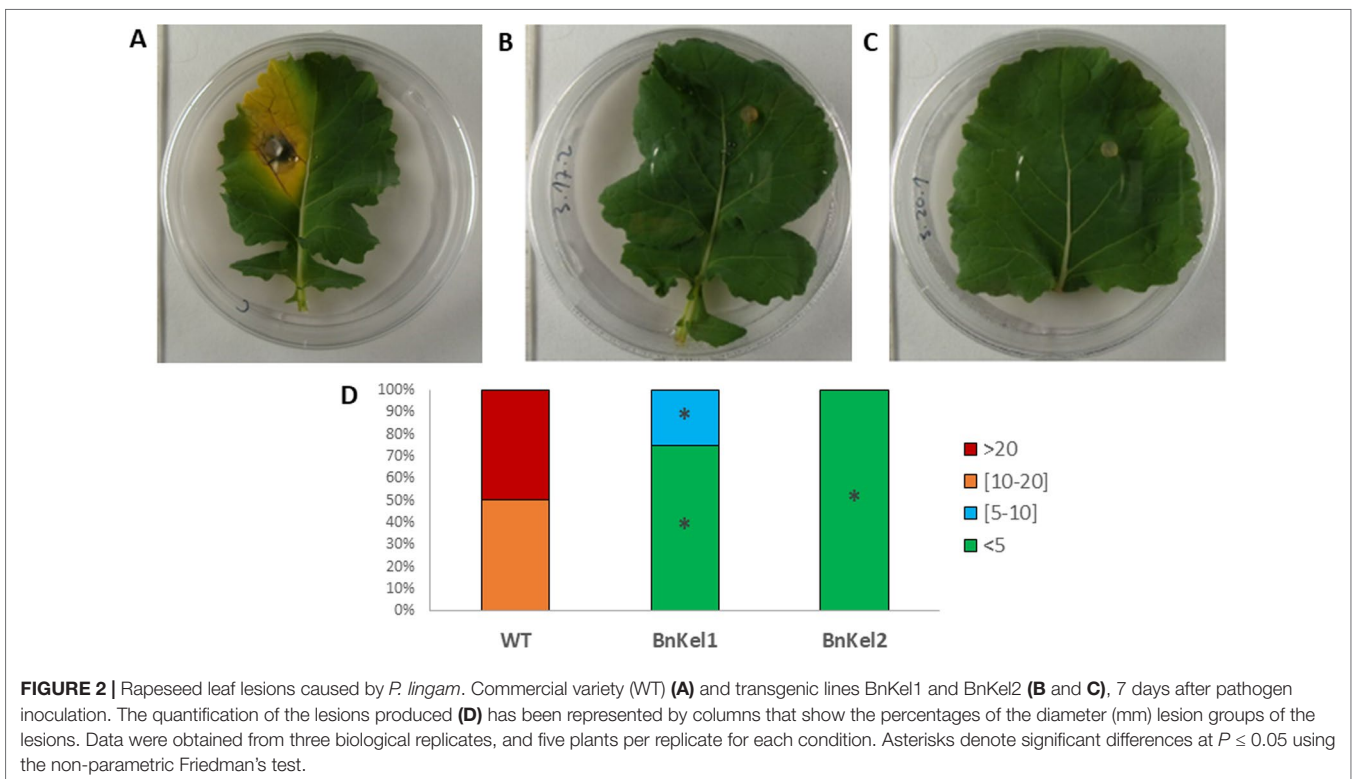 A
B
C
3.17.2
3.20.1
D
100%
90%
80%
70%
60%
50%
40%
30%
20%
10%
0%
*
*
*
WT
BnKel1
BnKel2
>20
[10-20]
[5-10]
<5
FIGURE 2 | Rapeseed leaf lesions caused by P. lingam. Commercial variety (WT) (A) and transgenic lines BnKel1 and BnKel2 (B and C), 7 days after pathogen
inoculation. The quantification of the lesions produced (D) has been represented by columns that show the percentages of the diameter (mm) lesion groups of the
lesions. Data were obtained from three biological replicates, and five plants per replicate for each condition. Asterisks denote significant differences at P ≤ 0.05 using
the non-parametric Friedman's test.